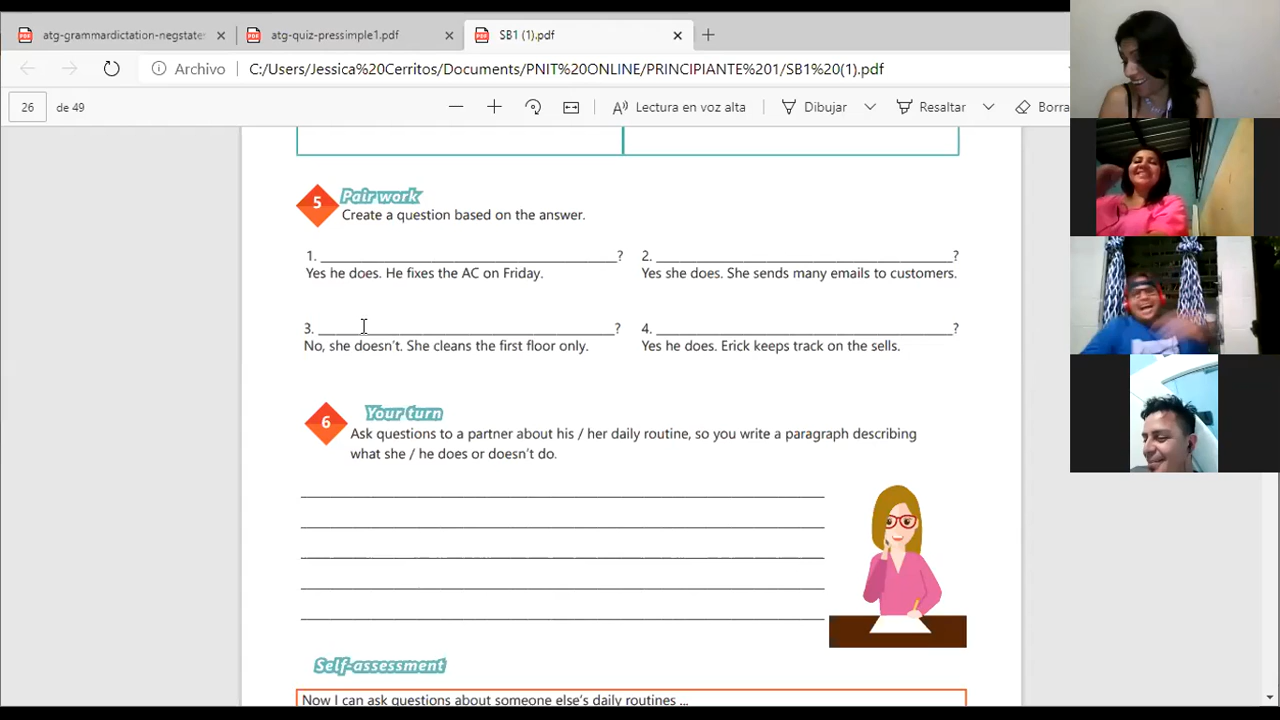 atg-grammardictation-negstate
atg-quiz-pressimple1.pdf
SB1 (1).pdf
Archivo
C:/Users/Jessica%20Cerritos/Documents/PNIT%20ONLINE/PRINCIPIANTE%201/SB1%20(1).pdf
26
de 49
Lectura en voz alta
Dibujar
Resaltar
Borra
5
Pair work
Create a question based on the answer.
1. ______________________________?
Yes he does. He fixes the AC on Friday.
2. ______________________________?
Yes she does. She sends many emails to customers.
3. ______________________________?
No, she doesn't. She cleans the first floor only.
4. ______________________________?
Yes he does. Erick keeps track on the sells.
6
Your turn
Ask questions to a partner about his / her daily routine, so you write a paragraph describing
what she / he does or doesn't do.
Self-assessment
Now I can ask questions about someone else's daily routines ...